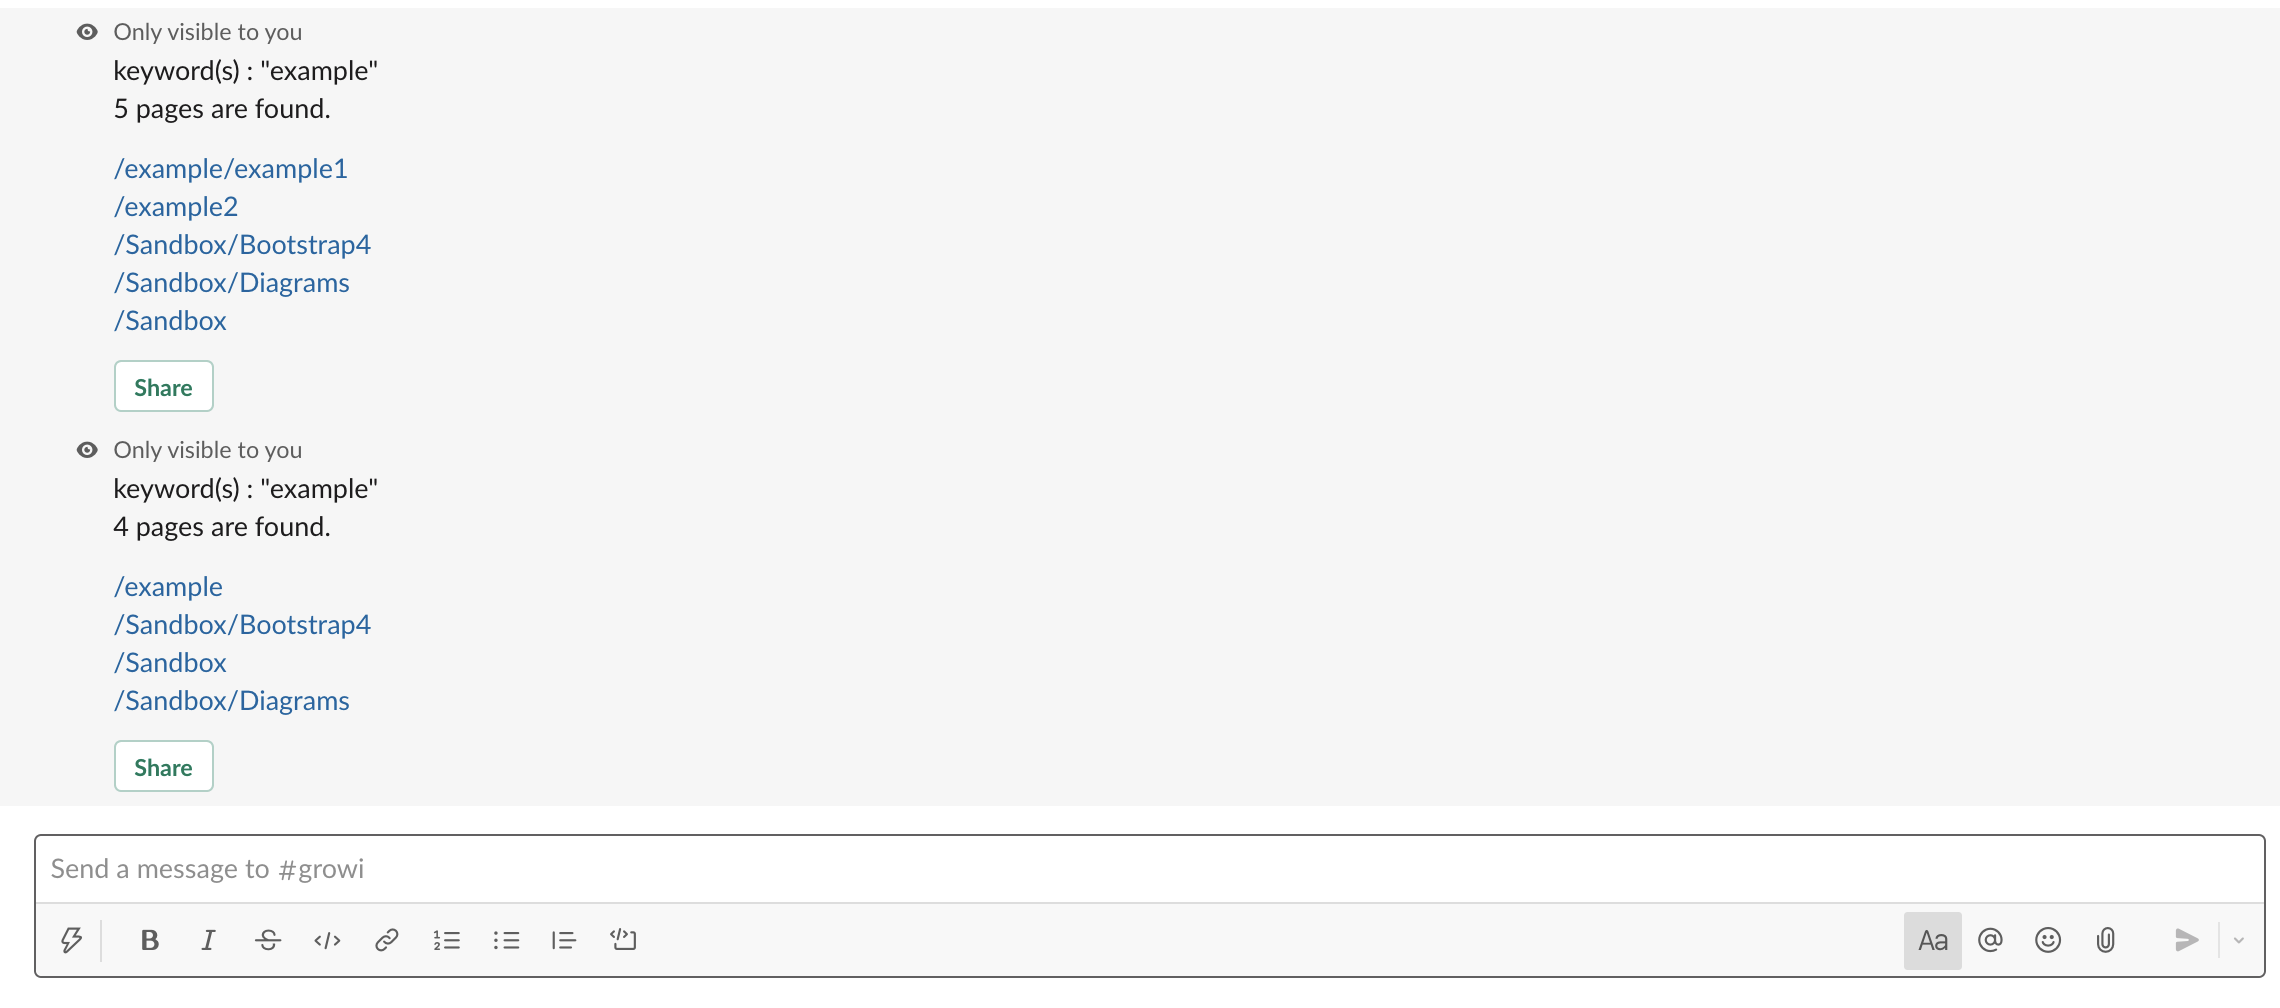 Only visible to you
keyword(s) : "example"
5 pages are found.
/example/example1
/example2
/Sandbox/Bootstrap4
/Sandbox/Diagrams
/Sandbox
Share
Only visible to you
keyword(s) : "example"
4 pages are found.
/example
/Sandbox/Bootstrap4
/Sandbox
/Sandbox/Diagrams
Share
Send a message to #growi
B I S </> Aa @